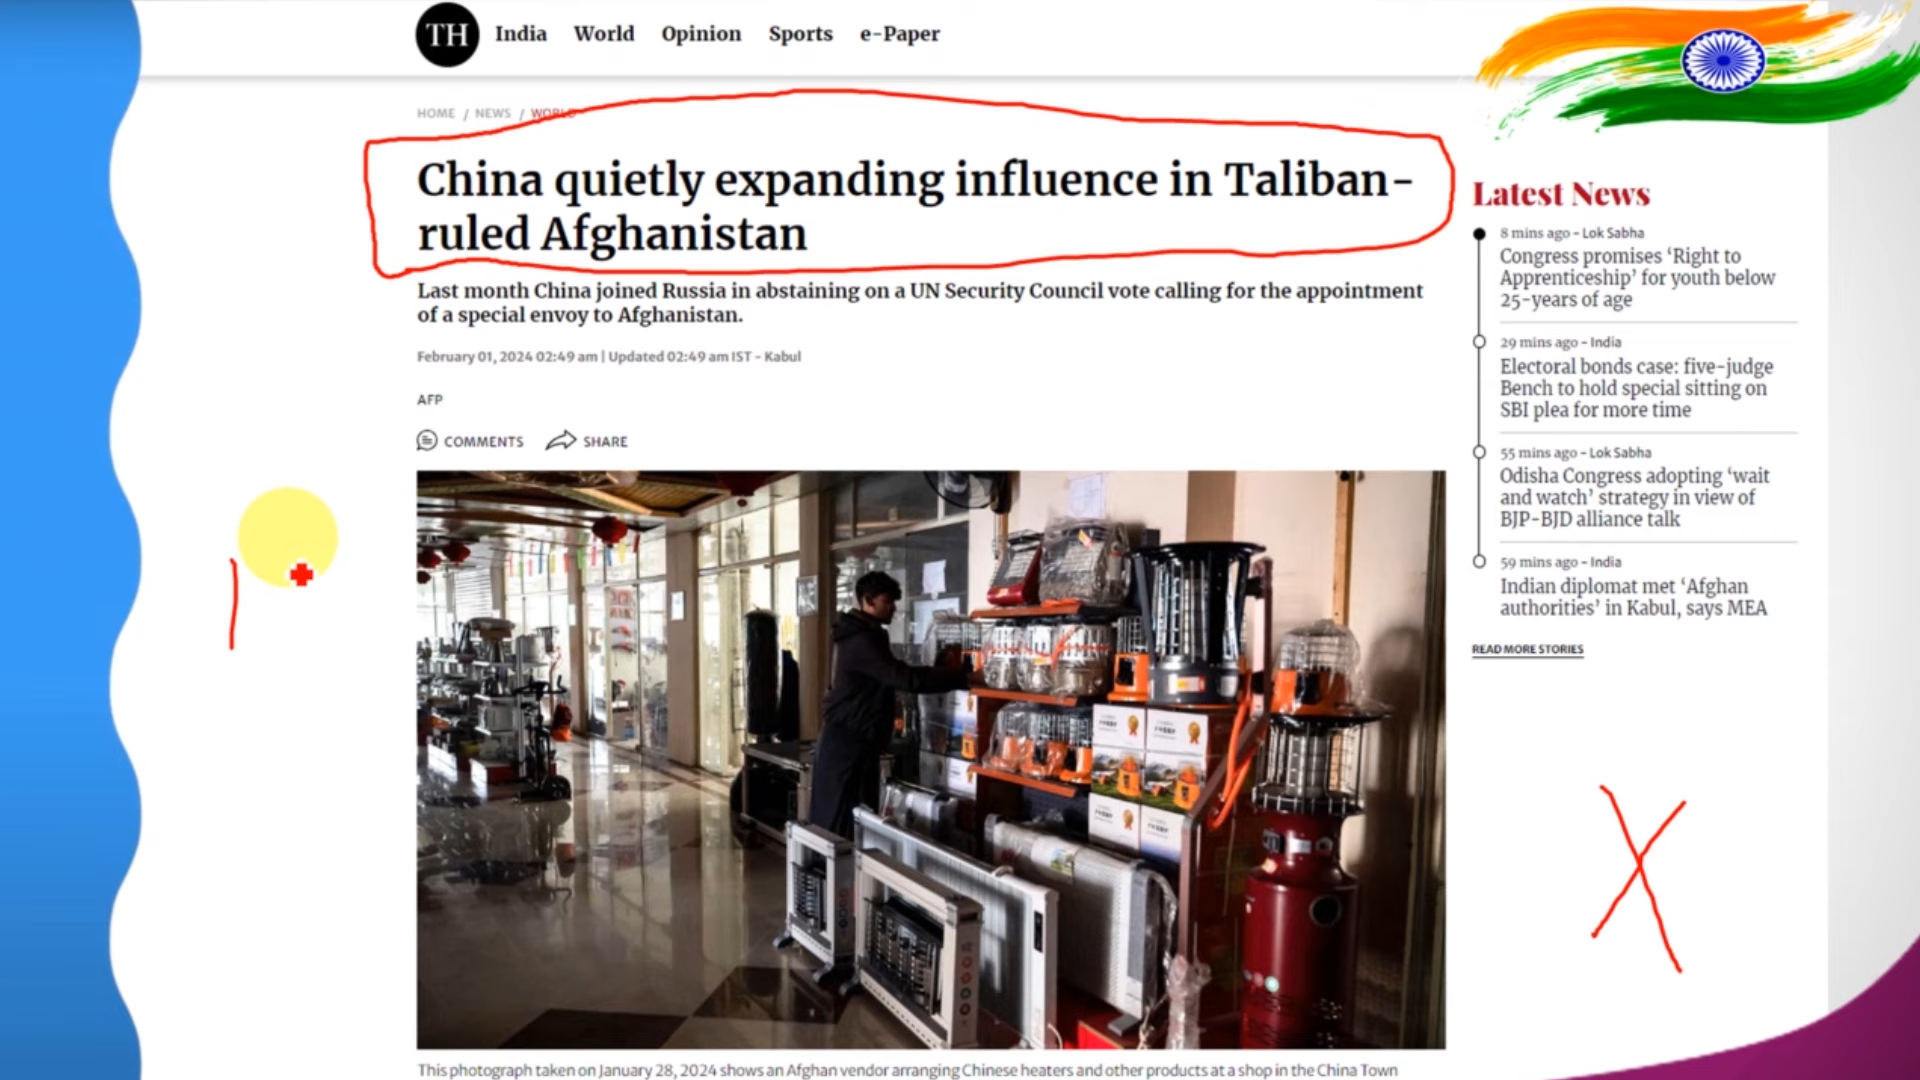 TH India World Opinion Sports e-Paper
HOME / NEWS / WORLD
China quietly expanding influence in Taliban-
ruled Afghanistan
Last month China joined Russia in abstaining on a UN Security Council vote calling for the appointment
of a special envoy to Afghanistan.
February 01, 2024 02:49 am | Updated 02:49 am IST - Kabul
AFP
COMMENTS SHARE
This photograph taken on January 28, 2024 shows an Afghan vendor arranging Chinese heaters and other products at a shop in the China Town
Latest News
8 mins ago - Lok Sabha
Congress promises ‘Right to
Apprenticeship’ for youth below
25-years of age
29 mins ago - India
Electoral bonds case: five-judge
Bench to hold special sitting on
SBI plea for more time
55 mins ago - Lok Sabha
Odisha Congress adopting ‘wait
and watch’ strategy in view of
BJP-BJD alliance talk
59 mins ago - India
Indian diplomat met ‘Afghan
authorities’ in Kabul, says MEA
READ MORE STORIES